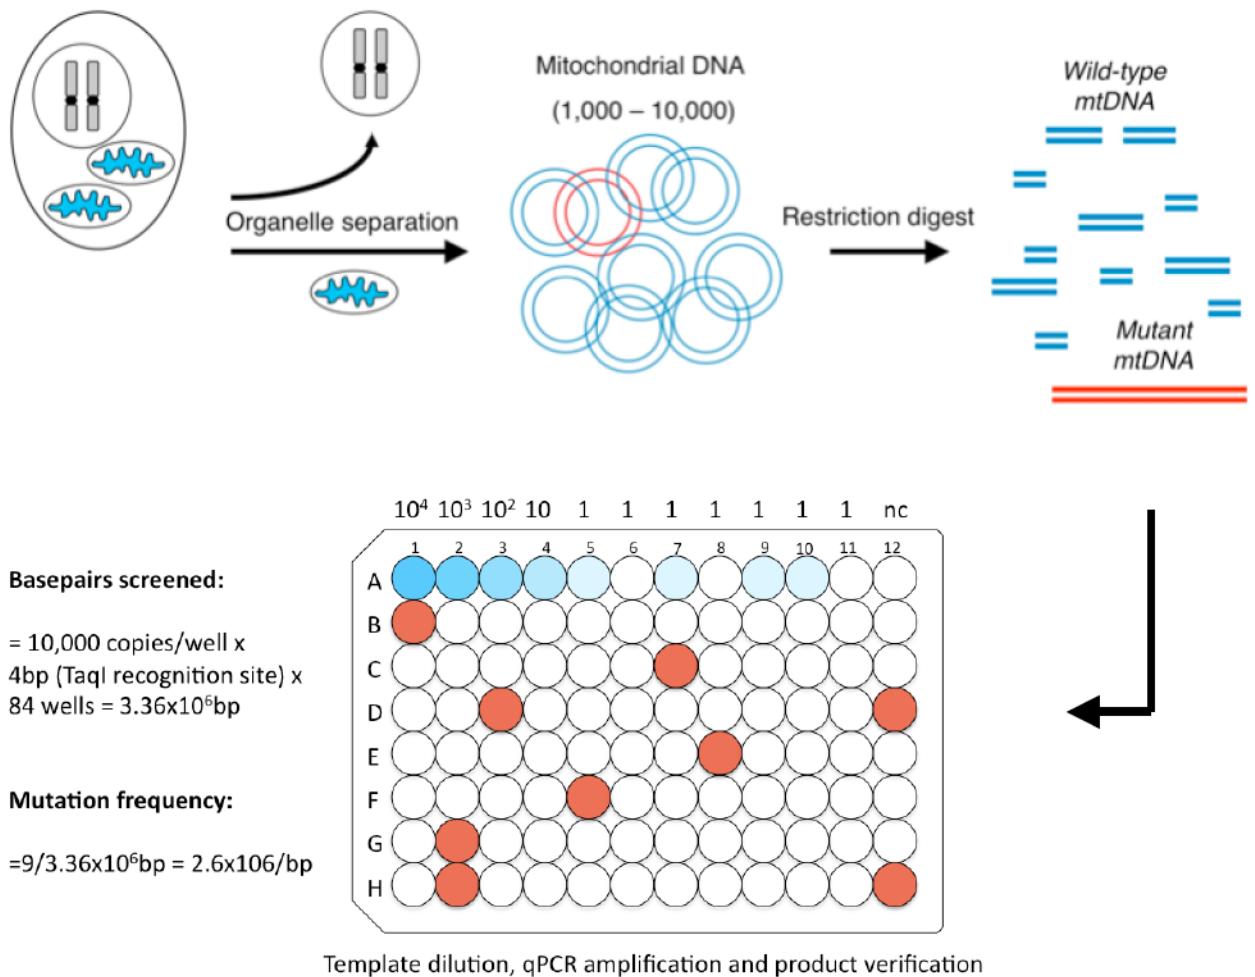 Mitochondrial DNA
(1,000 – 10,000)
Wild-type
mtDNA
Organelle separation
Restriction digest
Mutant
mtDNA
10⁴ 10³ 10² 10 1 1 1 1 1 1 1 nc
1 2 3 4 5 6 7 8 9 10 11 12
A
B
C
D
E
F
G
H
Basepairs screened:
= 10,000 copies/well x
4bp (TaqI recognition site) x
84 wells = 3.36x10⁶bp
Mutation frequency:
=9/3.36x10⁶bp = 2.6x106/bp
Template dilution, qPCR amplification and product verification